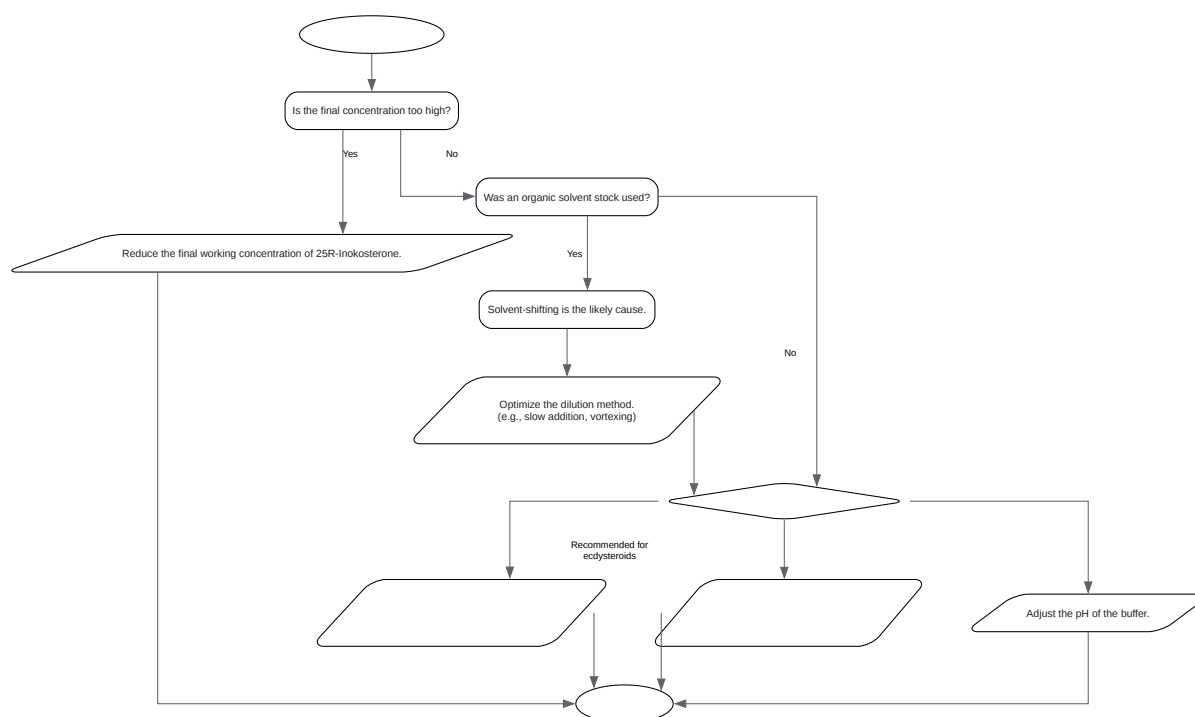 Is the final concentration too high?
Yes
No
Was an organic solvent stock used?
Reduce the final working concentration of 25R-Inokosterone.
Yes
Solvent-shifting is the likely cause.
No
Optimize the dilution method.
(e.g., slow addition, vortexing)
Recommended for
ecdysteroids
Adjust the pH of the buffer.